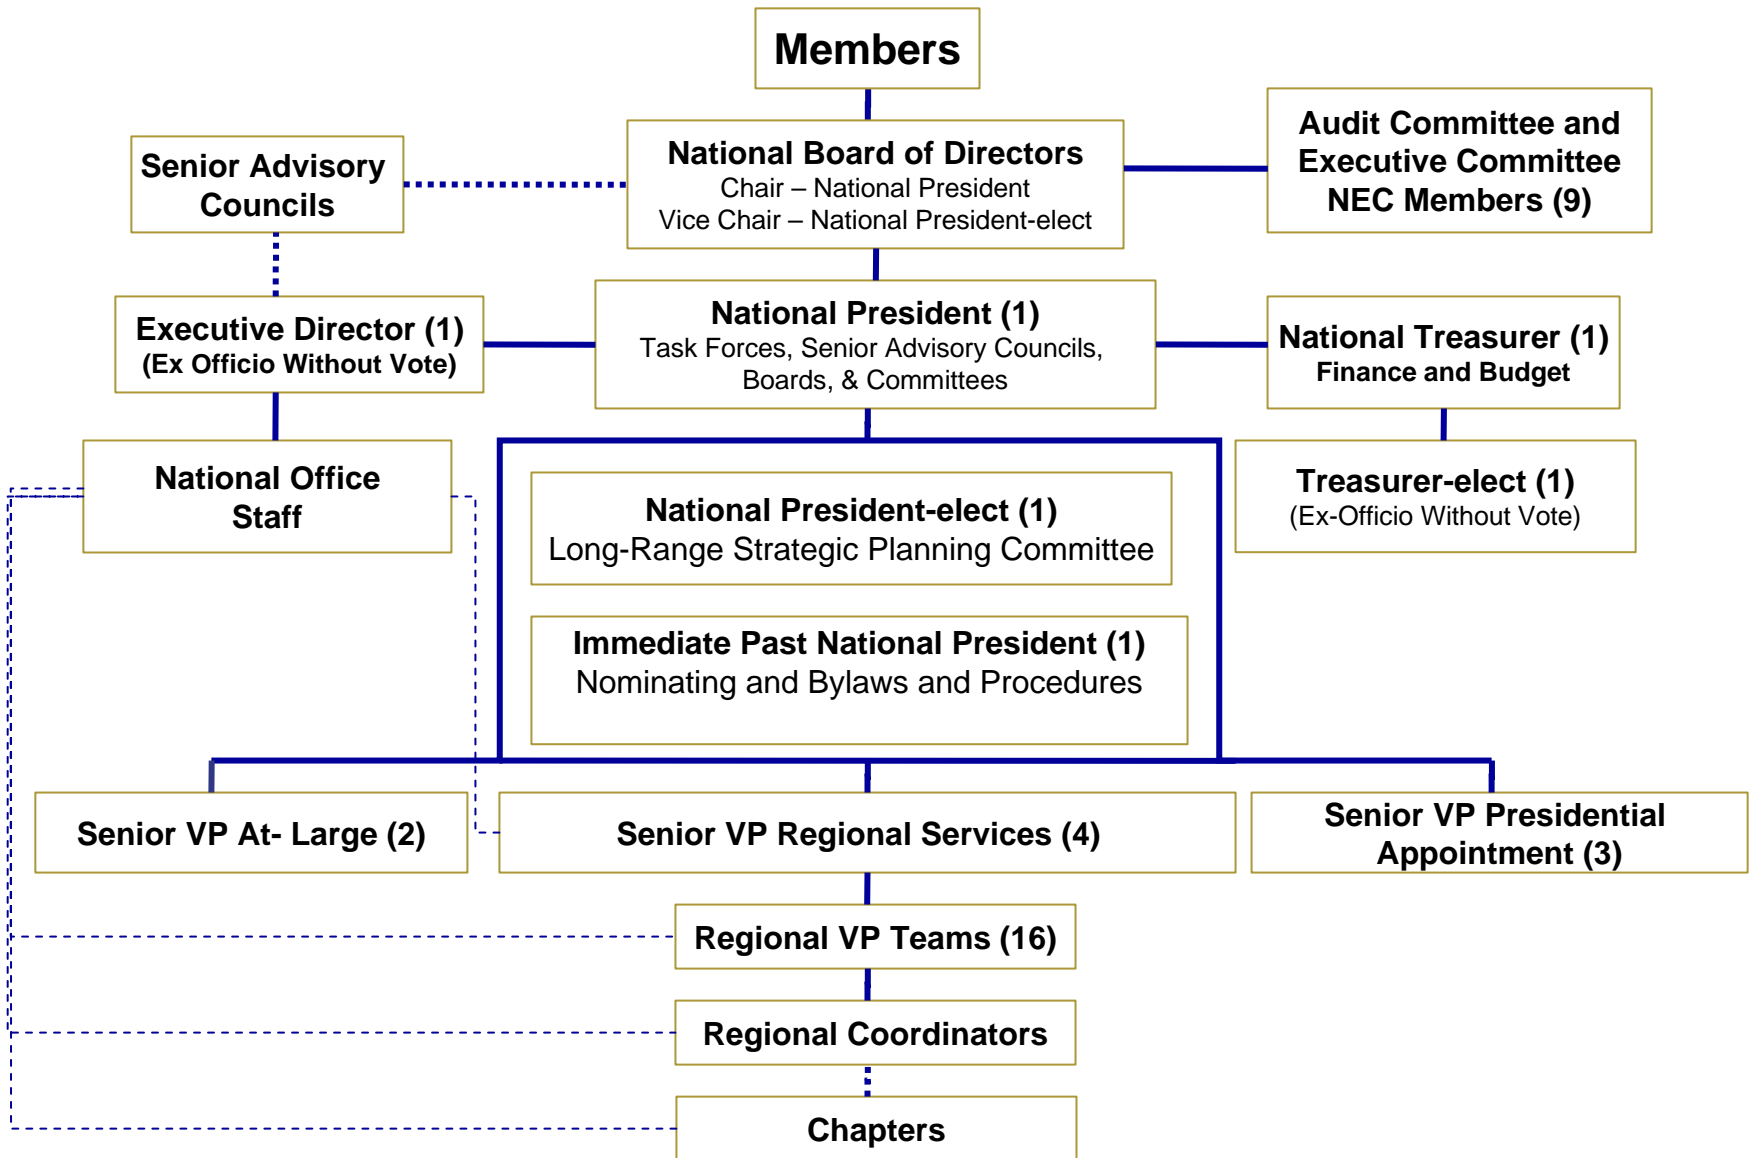 Members
National Board of Directors
Chair – National President
Vice Chair – National President-elect
Audit Committee and
Executive Committee
NEC Members (9)
Senior Advisory
Councils
Executive Director (1)
(Ex Officio Without Vote)
National President (1)
Task Forces, Senior Advisory Councils,
Boards, & Committees
National Treasurer (1)
Finance and Budget
National Office
Staff
National President-elect (1)
Long-Range Strategic Planning Committee
Treasurer-elect (1)
(Ex-Officio Without Vote)
Immediate Past National President (1)
Nominating and Bylaws and Procedures
Senior VP At- Large (2)
Senior VP Regional Services (4)
Senior VP Presidential
Appointment (3)
Regional VP Teams (16)
Regional Coordinators
Chapters